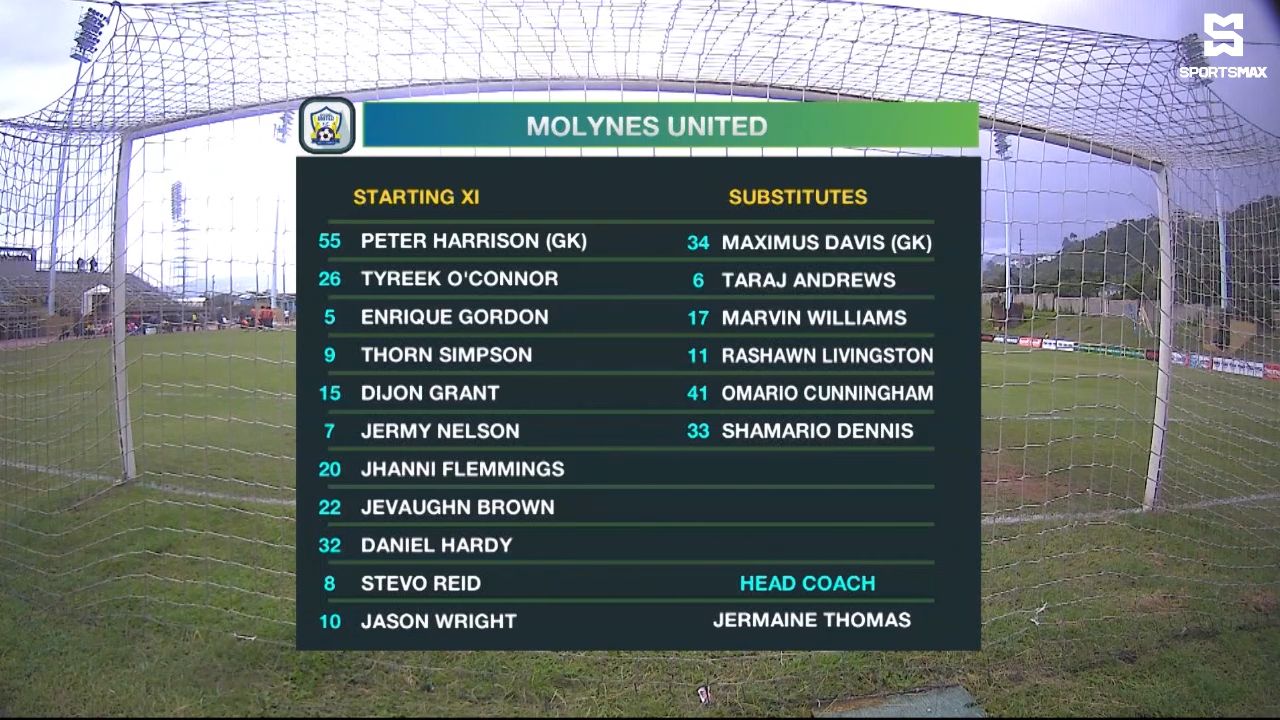 SPORTSMAX
MOLYNES UNITED
STARTING XI
55 PETER HARRISON (GK)
26 TYREEK O'CONNOR
5 ENRIQUE GORDON
9 THORN SIMPSON
15 DIJON GRANT
7 JERMY NELSON
20 JHANNI FLEMMINGS
22 JEVAUGHN BROWN
32 DANIEL HARDY
8 STEVO REID
10 JASON WRIGHT
SUBSTITUTES
34 MAXIMUS DAVIS (GK)
6 TARAJ ANDREWS
17 MARVIN WILLIAMS
11 RASHAWN LIVINGSTON
41 OMARIO CUNNINGHAM
33 SHAMARIO DENNIS
HEAD COACH
JERMAINE THOMAS